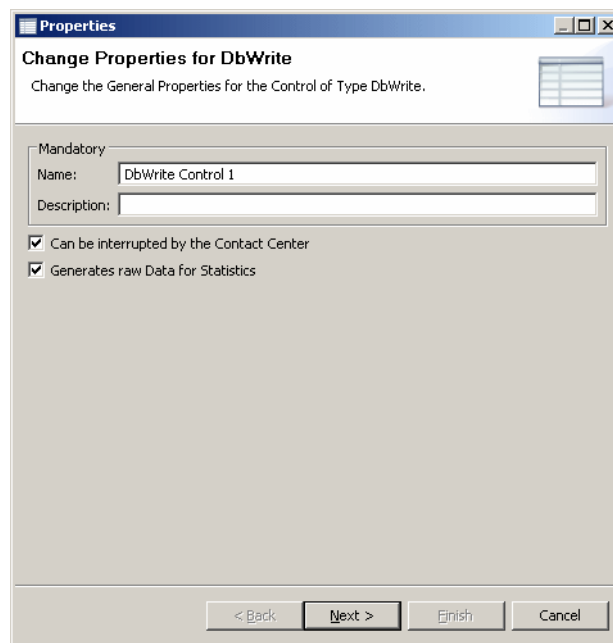 Properties
Change Properties for DbWrite
Change the General Properties for the Control of Type DbWrite.
Mandatory
Name: DbWrite Control 1
Description:
Can be interrupted by the Contact Center
Generates raw Data for Statistics
< Back Next > Finish Cancel